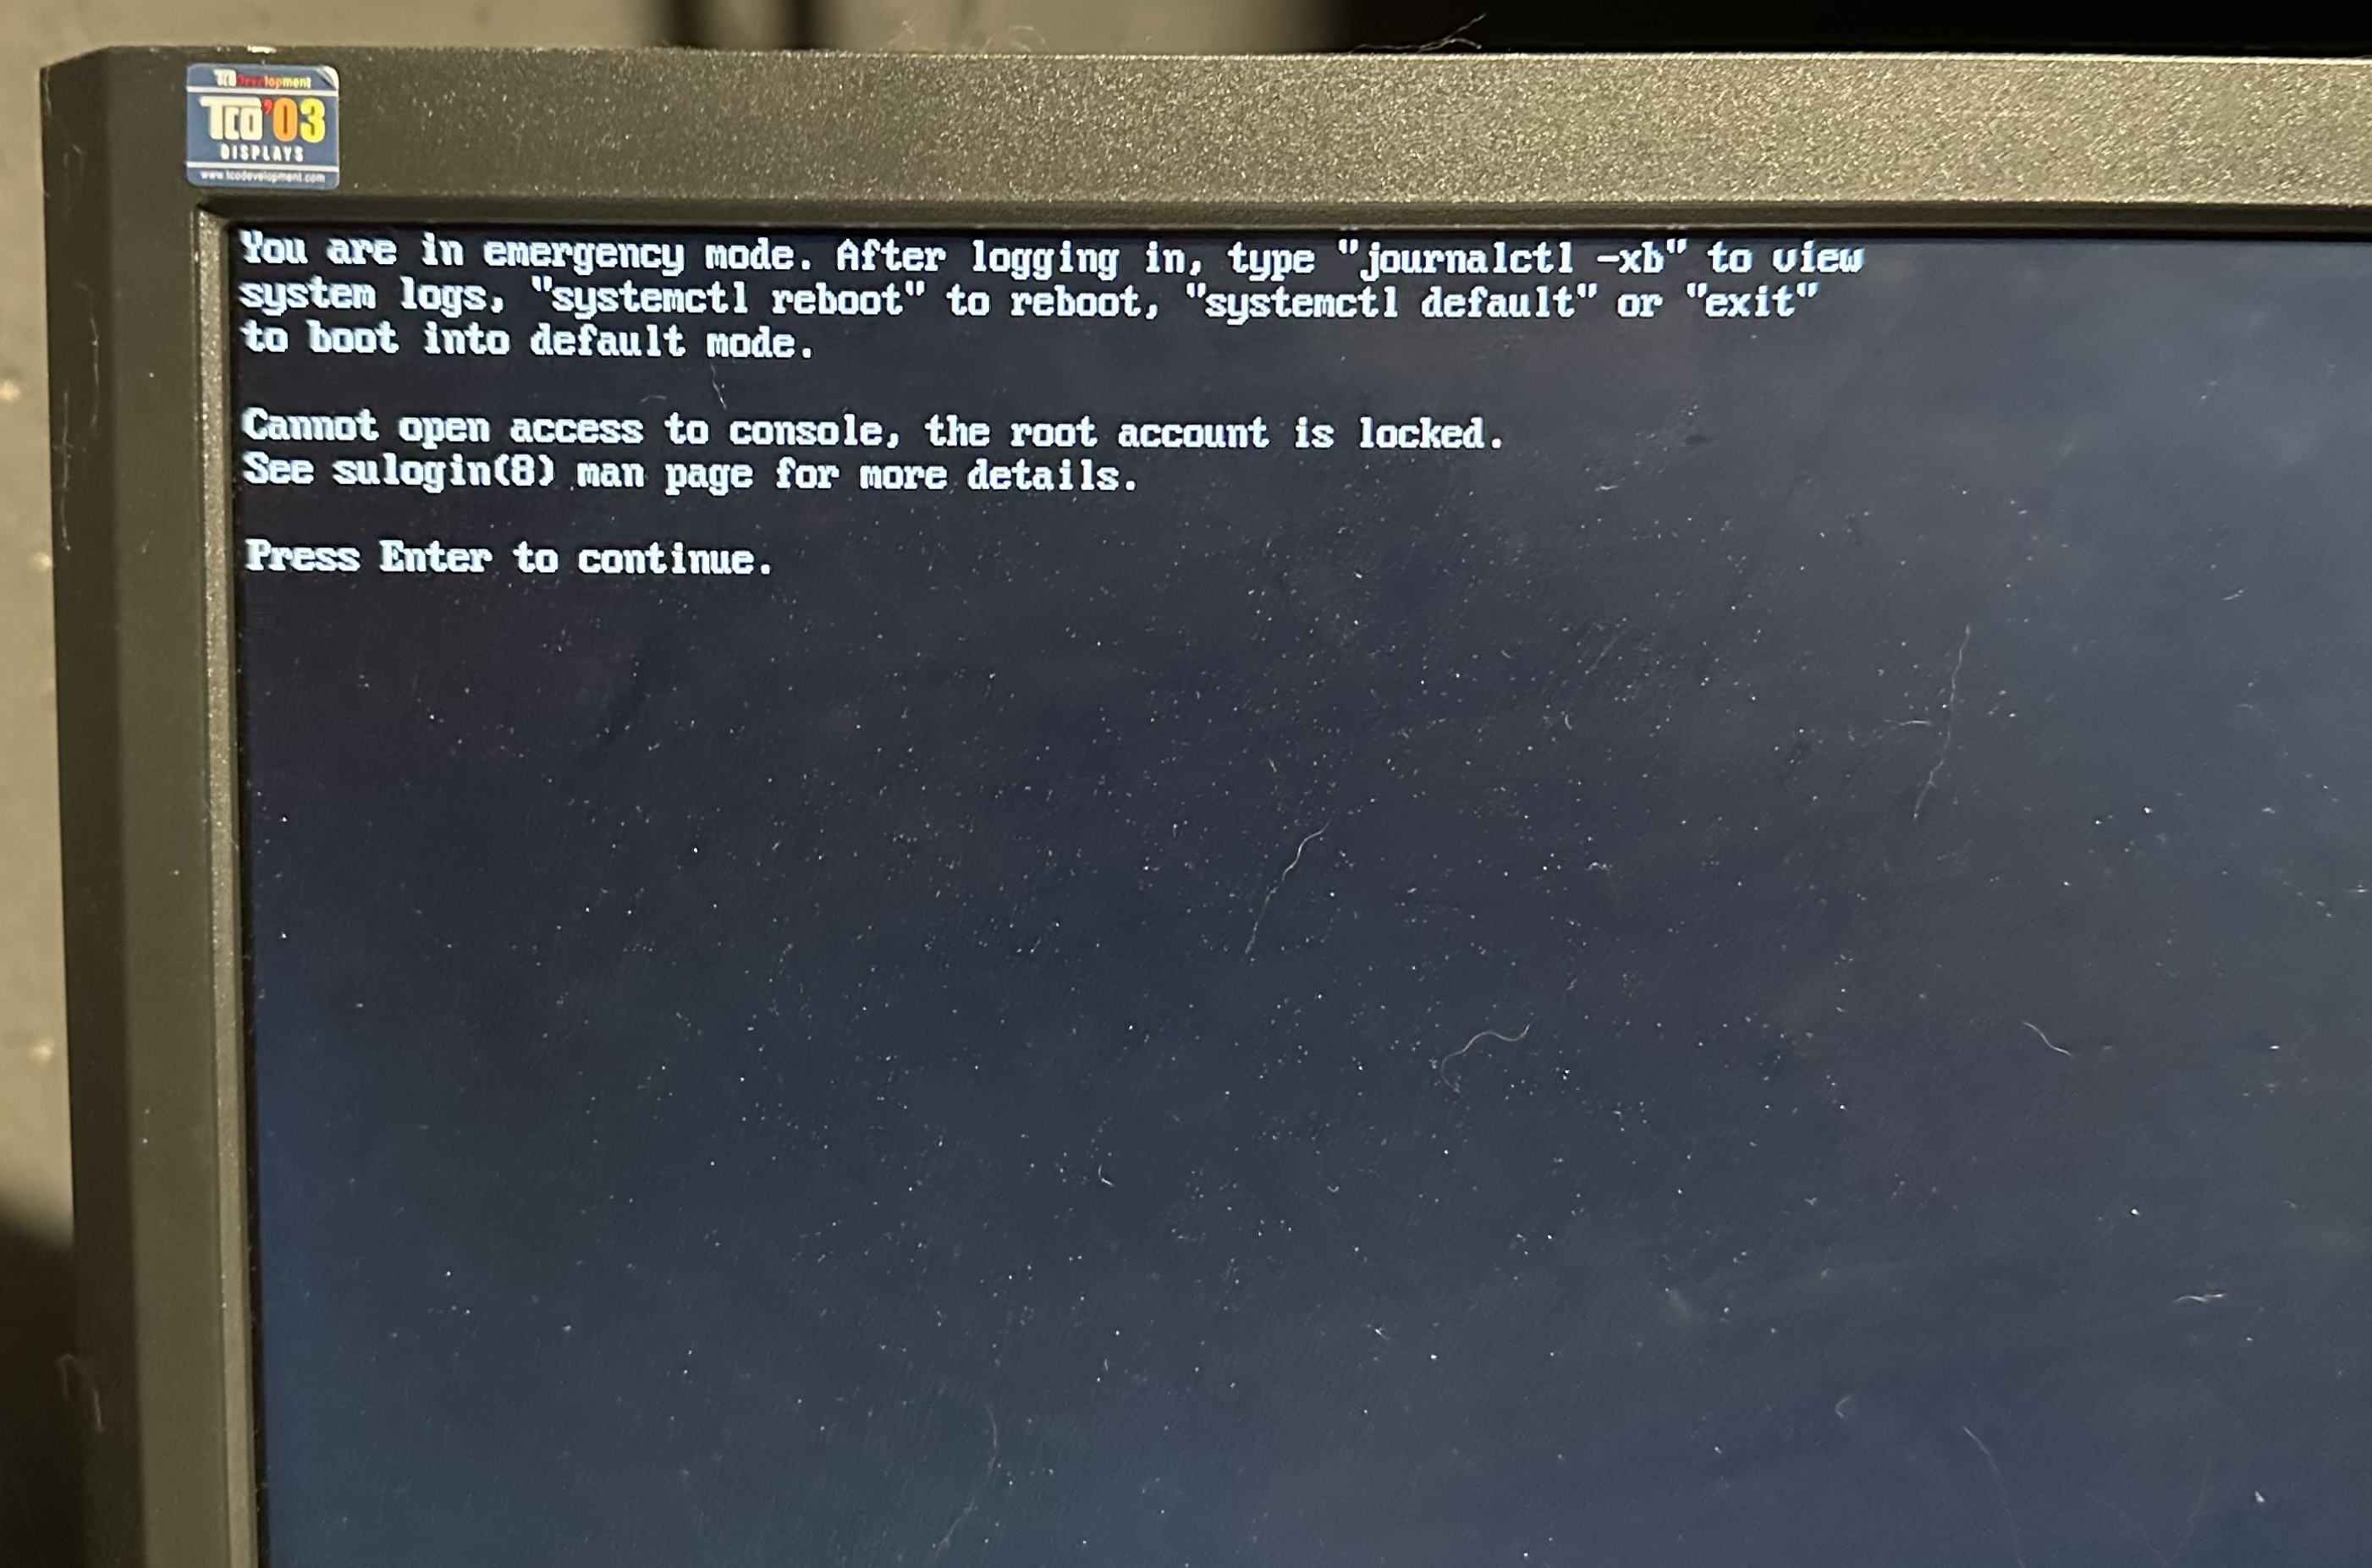 TCO Development
TCO'03
DISPLAYS
www.tcodevelopment.com
You are in emergency mode. After logging in, type "journalctl -xb" to view
system logs, "systemctl reboot" to reboot, "systemctl default" or "exit"
to boot into default mode.
Cannot open access to console, the root account is locked.
See sulogin(8) man page for more details.
Press Enter to continue.